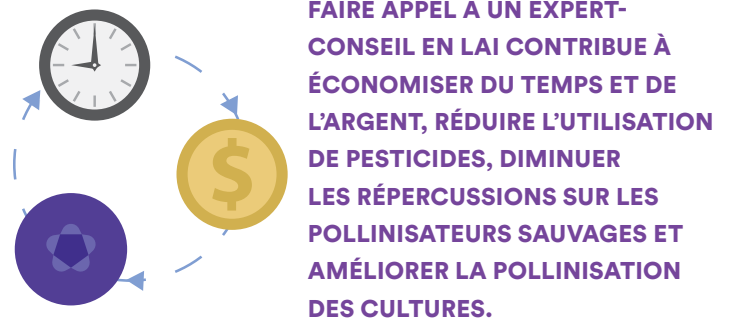 FAIRE APPEL À UN EXPERT-
CONSEIL EN LAI CONTRIBUE À
ÉCONOMISER DU TEMPS ET DE
L’ARGENT, RÉDUIRE L’UTILISATION
DE PESTICIDES, DIMINUER
LES RÉPERCUSSIONS SUR LES
POLLINISATEURS SAUVAGES ET
AMÉLIORER LA POLLINISATION
DES CULTURES.
$